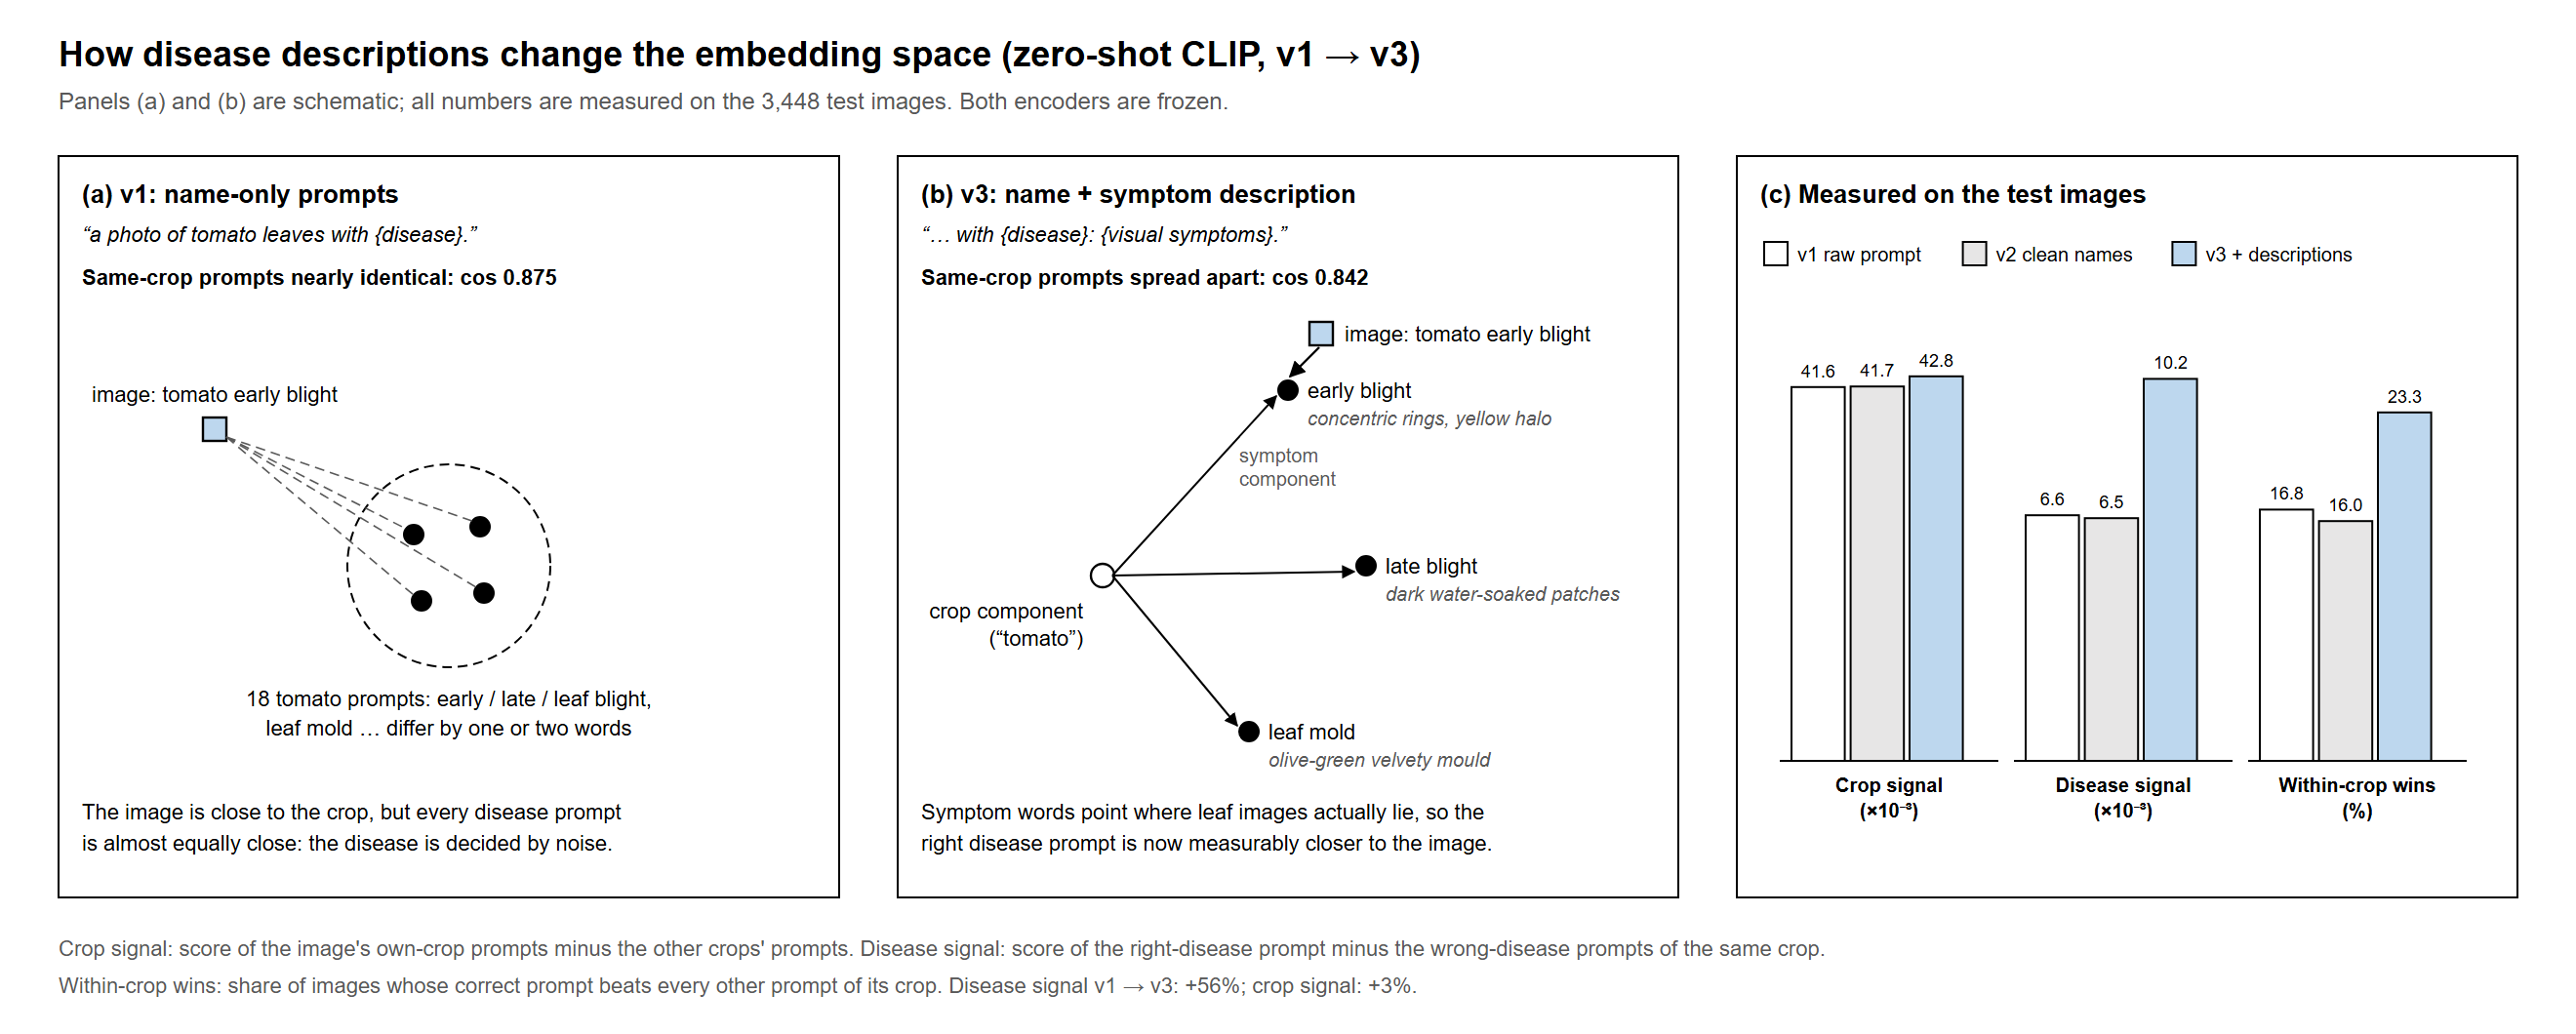 How disease descriptions change the embedding space (zero-shot CLIP, v1 → v3)
Panels (a) and (b) are schematic; all numbers are measured on the 3,448 test images. Both encoders are frozen.
(a) v1: name-only prompts
“a photo of tomato leaves with {disease}.”
Same-crop prompts nearly identical: cos 0.875
image: tomato early blight
18 tomato prompts: early / late / leaf blight,
leaf mold … differ by one or two words
The image is close to the crop, but every disease prompt
is almost equally close: the disease is decided by noise.
(b) v3: name + symptom description
“… with {disease}: {visual symptoms}.”
Same-crop prompts spread apart: cos 0.842
image: tomato early blight
early blight
concentric rings, yellow halo
symptom
component
late blight
dark water-soaked patches
crop component
(“tomato”)
leaf mold
olive-green velvety mould
Symptom words point where leaf images actually lie, so the
right disease prompt is now measurably closer to the image.
(c) Measured on the test images
v1 raw prompt
v2 clean names
v3 + descriptions
41.6 41.7 42.8
6.6 6.5 10.2
16.8 16.0 23.3
Crop signal
(×10⁻³)
Disease signal
(×10⁻³)
Within-crop wins
(%)
Crop signal: score of the image's own-crop prompts minus the other crops' prompts. Disease signal: score of the right-disease prompt minus the wrong-disease prompts of the same crop.
Within-crop wins: share of images whose correct prompt beats every other prompt of its crop. Disease signal v1 → v3: +56%; crop signal: +3%.